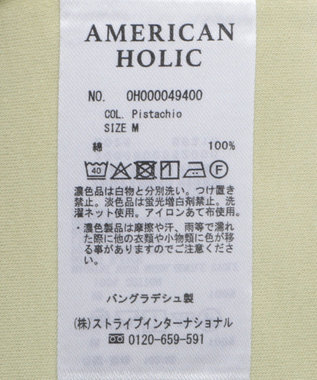 AMERICAN
HOLIC
NO. OH000049400
COL. Pistachio
SIZE M
綿 100%
40 F
濃色品は白物と分別洗い。つけ置き
禁止。淡色品は蛍光増白剤禁止。洗
濯ネット使用。アイロンあて布使用。
・濃色製品は摩擦や汗、雨等で濡れ
た際に他の衣類や小物類に色が移
る事がありますのでご注意くださ
い。
バングラデシュ製
(株)ストライプインターナショナル
0120-659-591